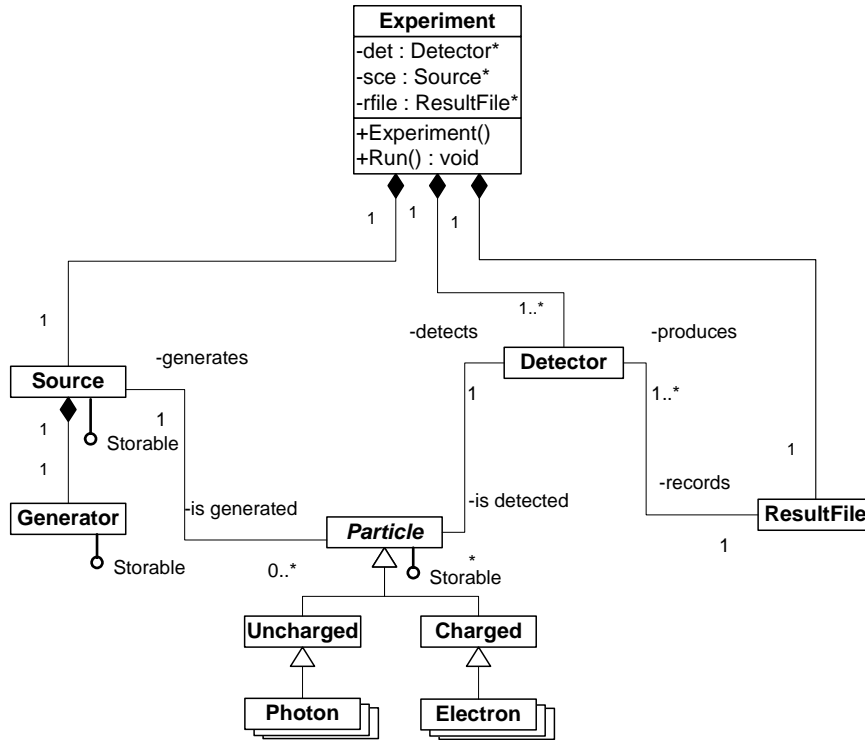 Experiment
-det : Detector*
-sce : Source*
-rfile : ResultFile*
+Experiment()
+Run() : void
1
1
1
1
1..*
-generates
-detects
-produces
Source
Detector
1
1
1..*
1
Storable
1
1
Generator
-is generated
-is detected
-records
ResultFile
Particle
1
Storable
0..*
*
Storable
Uncharged
Charged
Photon
Electron